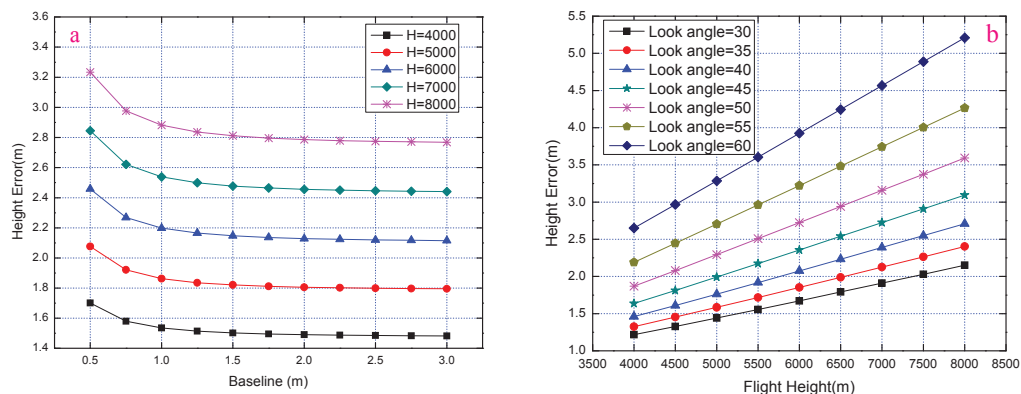 a
H=4000
H=5000
H=6000
H=7000
H=8000
Height Error(m)
3.6
3.4
3.2
3.0
2.8
2.6
2.4
2.2
2.0
1.8
1.6
1.4
0.5 1.0 1.5 2.0 2.5 3.0
Baseline (m)
b
Look angle=30
Look angle=35
Look angle=40
Look angle=45
Look angle=50
Look angle=55
Look angle=60
Height Error(m)
5.5
5.0
4.5
4.0
3.5
3.0
2.5
2.0
1.5
1.0
3500 4000 4500 5000 5500 6000 6500 7000 7500 8000 8500
Flight Height(m)